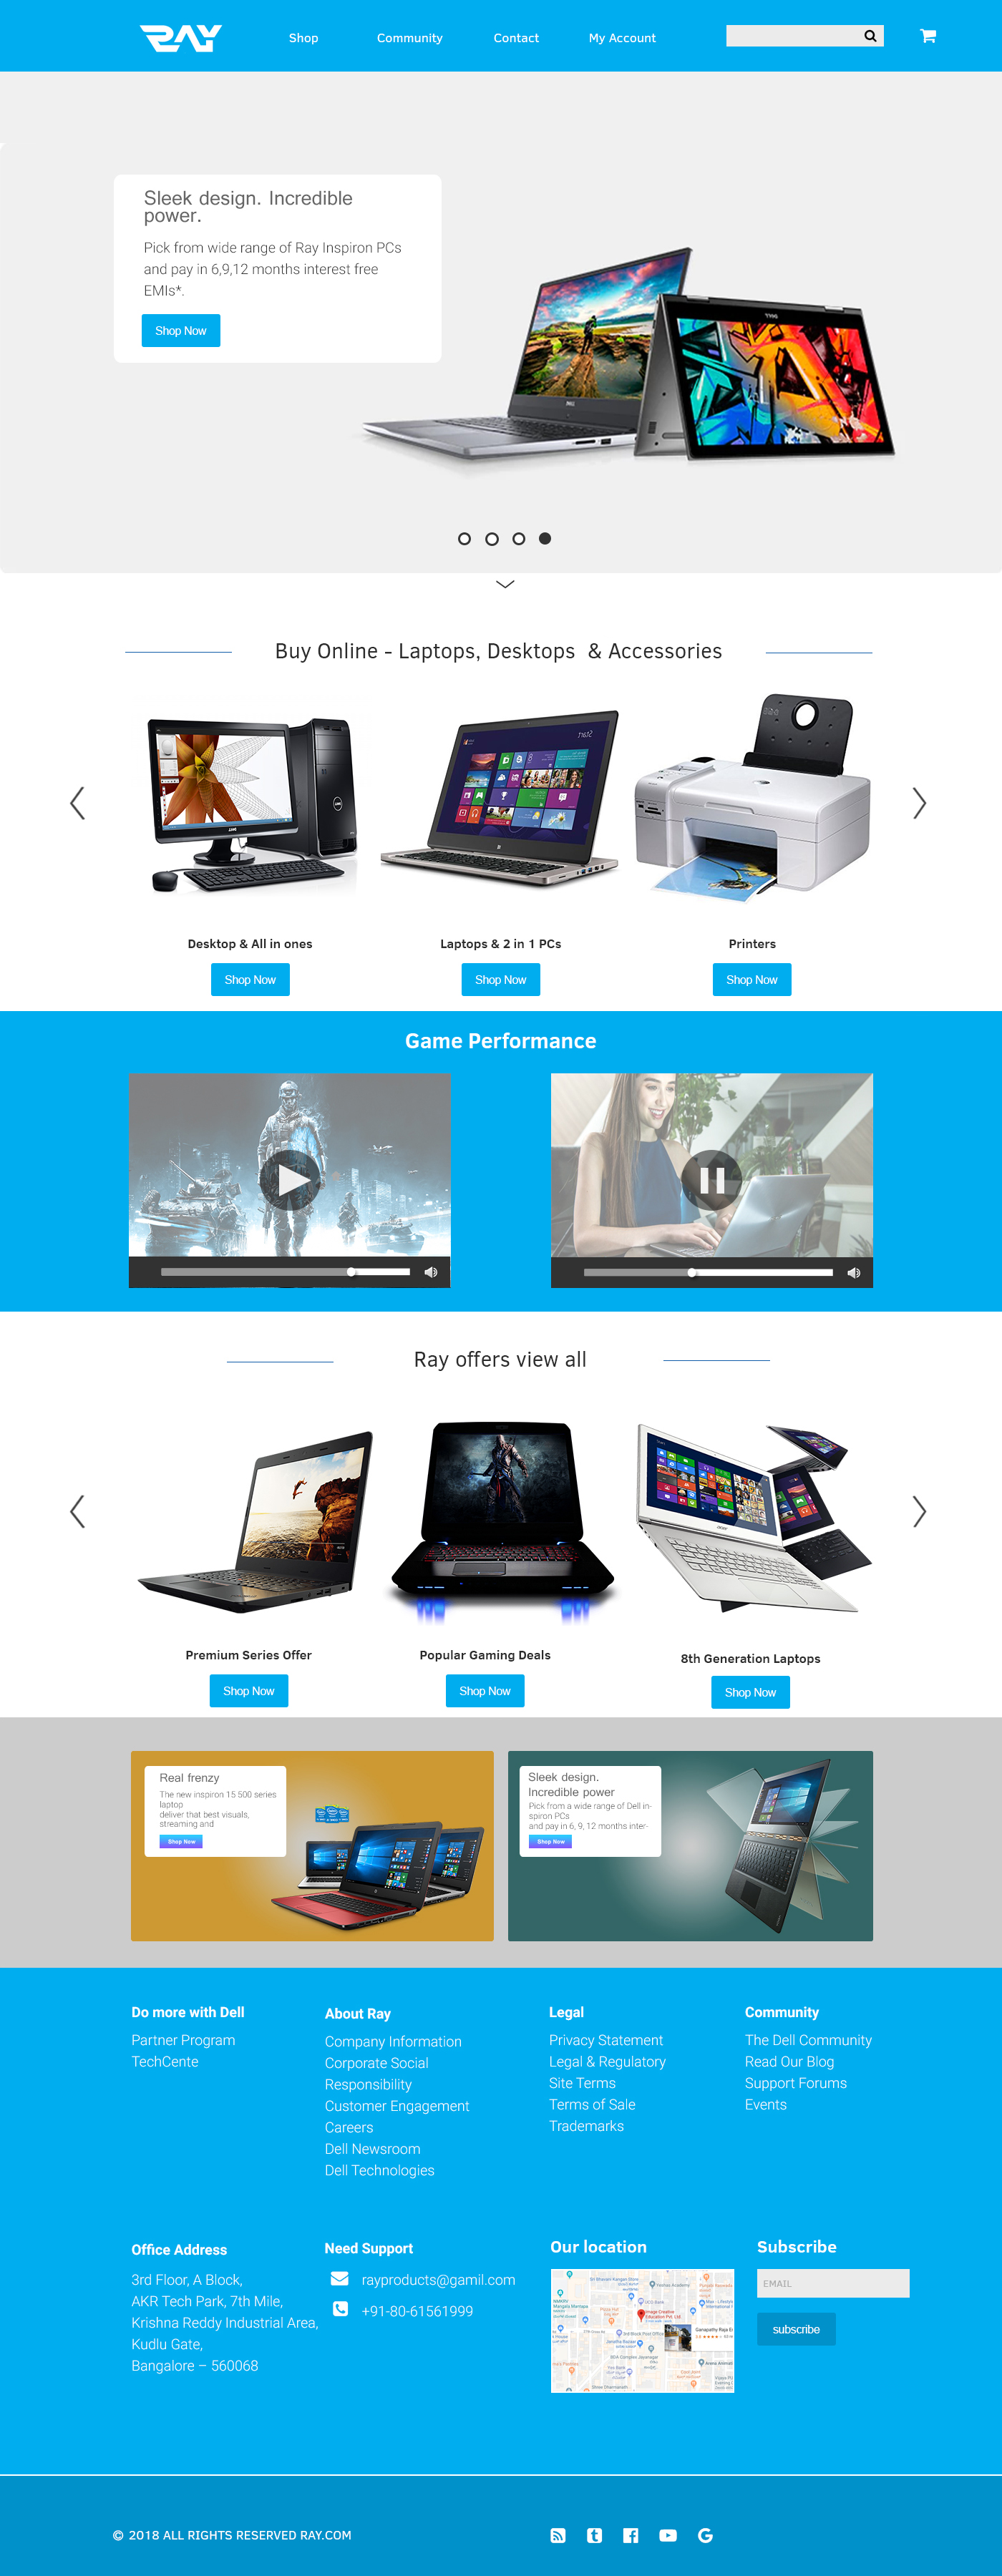 RAY
Shop
Community
Contact
My Account
Sleek design. Incredible
power.
Pick from wide range of Ray Inspiron PCs
and pay in 6,9,12 months interest free
EMIs*.
Shop Now
Buy Online - Laptops, Desktops & Accessories
Desktop & All in ones
Laptops & 2 in 1 PCs
Printers
Shop Now
Shop Now
Shop Now
Game Performance
Ray offers view all
Premium Series Offer
Popular Gaming Deals
8th Generation Laptops
Shop Now
Shop Now
Shop Now
Real frenzy
The new inspiron 15 500 series
laptop
deliver that best visuals,
streaming and
Shop Now
Sleek design.
Incredible power
Pick from a wide range of Dell in-
spiron PCs
and pay in 6, 9, 12 months inter-
Shop Now
Do more with Dell
Partner Program
TechCente
About Ray
Company Information
Corporate Social
Responsibility
Customer Engagement
Careers
Dell Newsroom
Dell Technologies
Legal
Privacy Statement
Legal & Regulatory
Site Terms
Terms of Sale
Trademarks
Community
The Dell Community
Read Our Blog
Support Forums
Events
Office Address
3rd Floor, A Block,
AKR Tech Park, 7th Mile,
Krishna Reddy Industrial Area,
Kudlu Gate,
Bangalore – 560068
Need Support
rayproducts@gamil.com
+91-80-61561999
Our location
Subscribe
EMAIL
subscribe
© 2018 ALL RIGHTS RESERVED RAY.COM